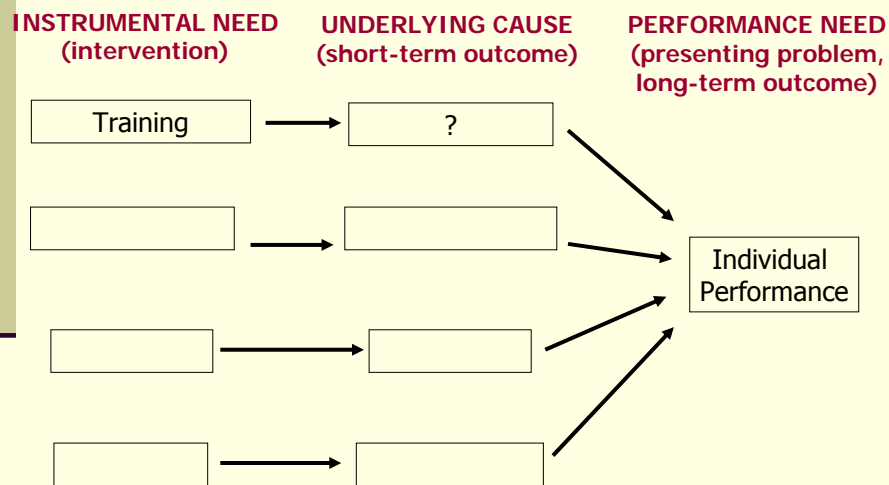 INSTRUMENTAL NEED
(intervention)
UNDERLYING CAUSE
(short-term outcome)
PERFORMANCE NEED
(presenting problem,
long-term outcome)
Training
?
Individual
Performance